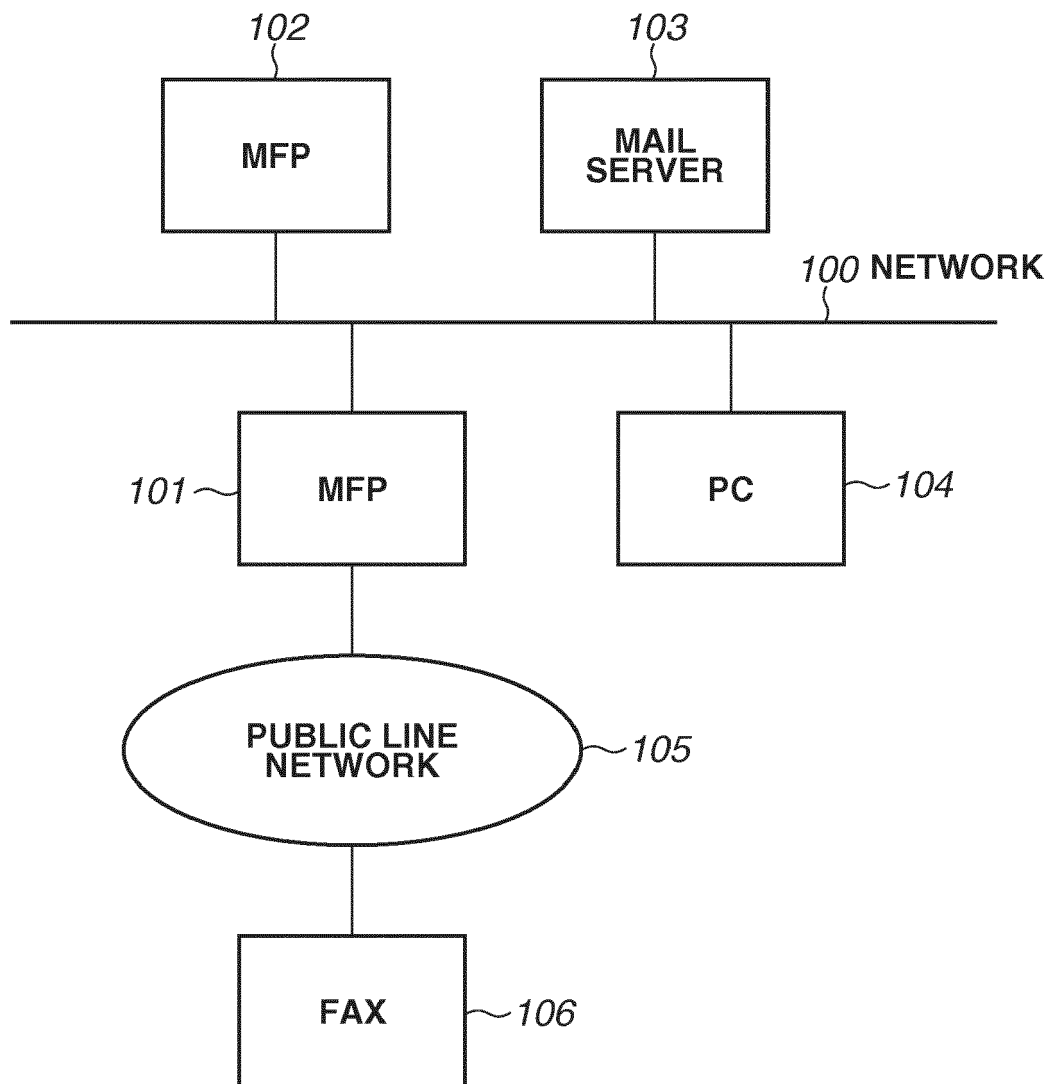 102
103
MFP
MAIL
SERVER
100 NETWORK
101
MFP
PC
104
PUBLIC LINE
NETWORK
105
FAX
106